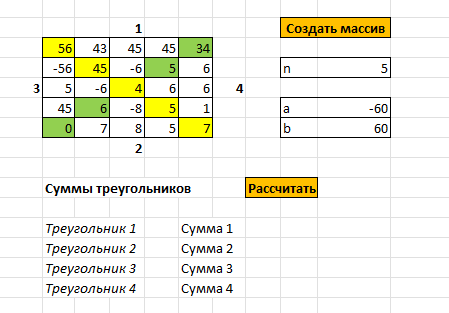 1 Создать массив
56 43 45 45 34
-56 45 -6 5 6 n 5
3 5 -6 4 6 6 4
45 6 -8 5 1 a -60
0 7 8 5 7 b 60
2
Суммы треугольников Рассчитать
Треугольник 1 Сумма 1
Треугольник 2 Сумма 2
Треугольник 3 Сумма 3
Треугольник 4 Сумма 4